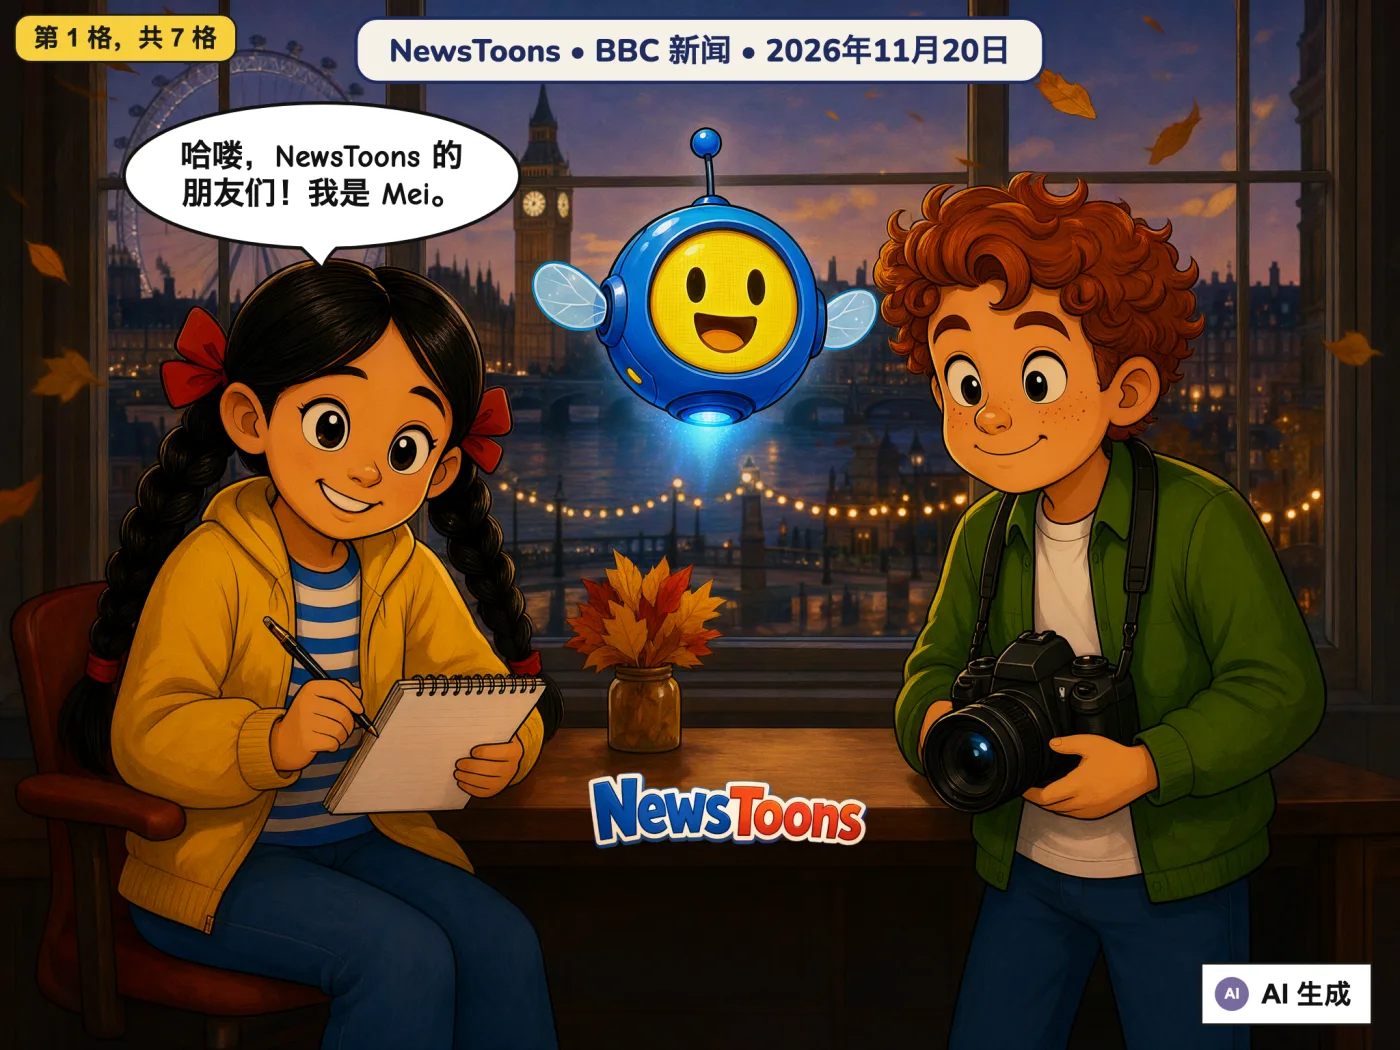 第 1 格，共 7 格
NewsToons • BBC 新闻 • 2026年11月20日
哈喽，NewsToons 的
朋友们！我是 Mei。
NewsToons
AI AI 生成